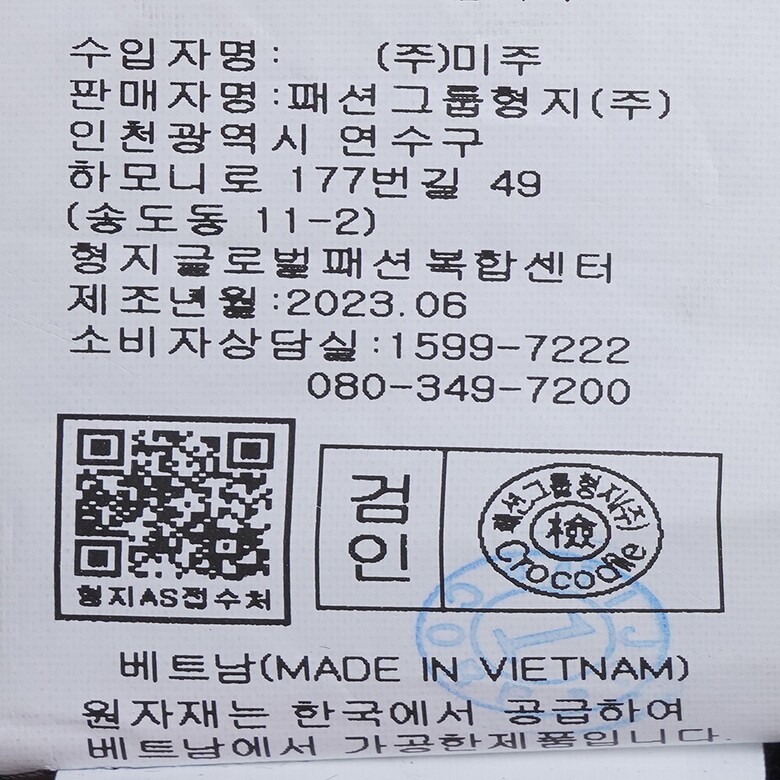 수입자명: (주)미주
판매자명:패션그룹형지(주)
인천광역시 연수구
하모니로 177번길 49
(송도동 11-2)
형지글로벌패션복합센터
제조년월:2023.06
소비자상담실:1599-7222
080-349-7200
형지AS접수처
검인
패션그룹형지(주)
檢
Crocodile
1
베트남(MADE IN VIETNAM)
원자재는 한국에서 공급하여
베트남에서 가공한제품입니다.